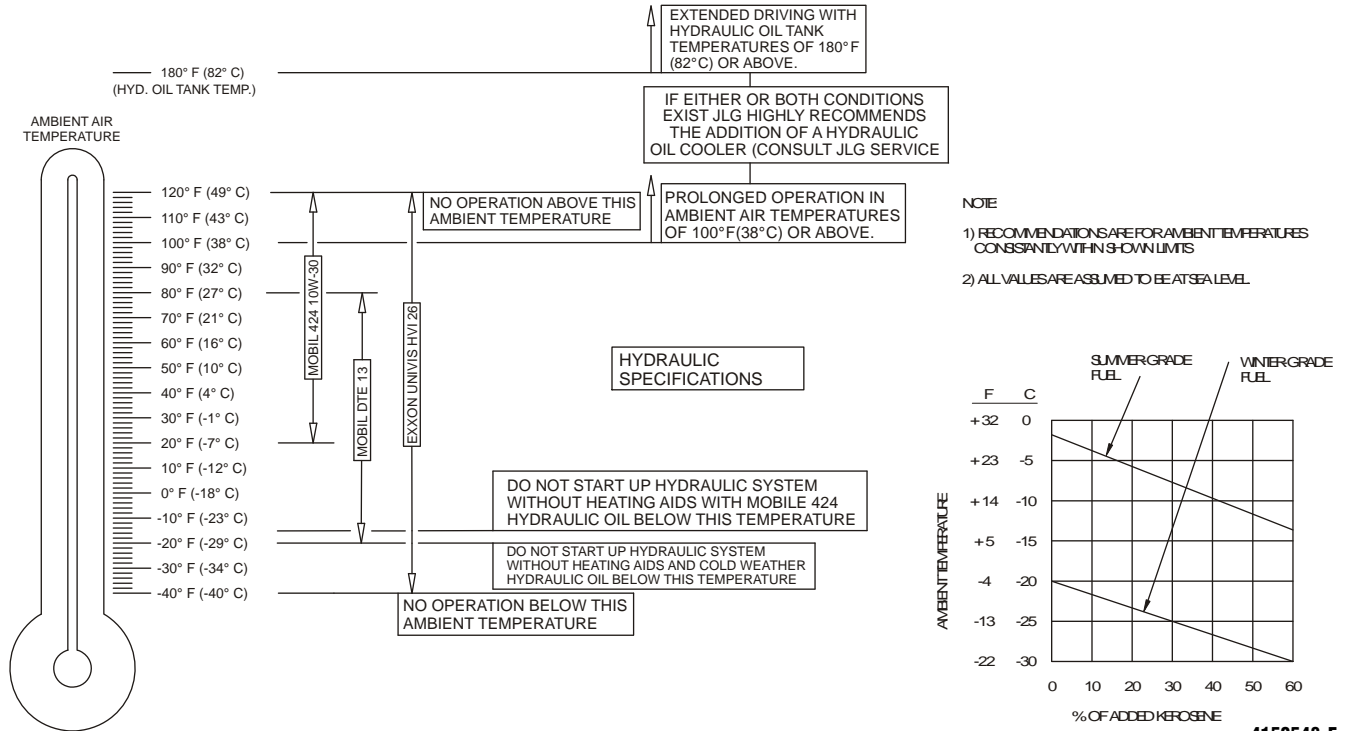 EXTENDED DRIVING WITH
HYDRAULIC OIL TANK
TEMPERATURES OF 180° F
(82°C) OR ABOVE.
180° F (82° C)
(HYD. OIL TANK TEMP.)
IF EITHER OR BOTH CONDITIONS
EXIST JLG HIGHLY RECOMMENDS
THE ADDITION OF A HYDRAULIC
OIL COOLER (CONSULT JLG SERVICE
AMBIENT AIR
TEMPERATURE
120° F (49° C)
110° F (43° C)
100° F (38° C)
90° F (32° C)
80° F (27° C)
70° F (21° C)
60° F (16° C)
50° F (10° C)
40° F (4° C)
30° F (-1° C)
20° F (-7° C)
10° F (-12° C)
0° F (-18° C)
-10° F (-23° C)
-20° F (-29° C)
-30° F (-34° C)
-40° F (-40° C)
MOBIL 424 10W-30
MOBIL DTE 13
EXXON UNIVIS HVI 26
NO OPERATION ABOVE THIS
AMBIENT TEMPERATURE
PROLONGED OPERATION IN
AMBIENT AIR TEMPERATURES
OF 100°F(38°C) OR ABOVE.
HYDRAULIC
SPECIFICATIONS
DO NOT START UP HYDRAULIC SYSTEM
WITHOUT HEATING AIDS WITH MOBILE 424
HYDRAULIC OIL BELOW THIS TEMPERATURE
DO NOT START UP HYDRAULIC SYSTEM
WITHOUT HEATING AIDS AND COLD WEATHER
HYDRAULIC OIL BELOW THIS TEMPERATURE
NO OPERATION BELOW THIS
AMBIENT TEMPERATURE
NOTE:
1) RECOMMENDATIONS ARE FOR AMBIENT TEMPERATURES
CONSISTANTLY WITHIN SHOWN LIMITS
2) ALL VALUES ARE ASSUMED TO BE AT SEA LEVEL.
SUMMER-GRADE
FUEL
WINTER-GRADE
FUEL
F C
+32 0
+23 -5
+14 -10
+5 -15
-4 -20
-13 -25
-22 -30
AMBIENT TEMPERATURE
0 10 20 30 40 50 60
% OF ADDED KEROSENE